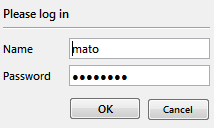 Please log in
Name mato
Password ●●●●●●●●
OK Cancel